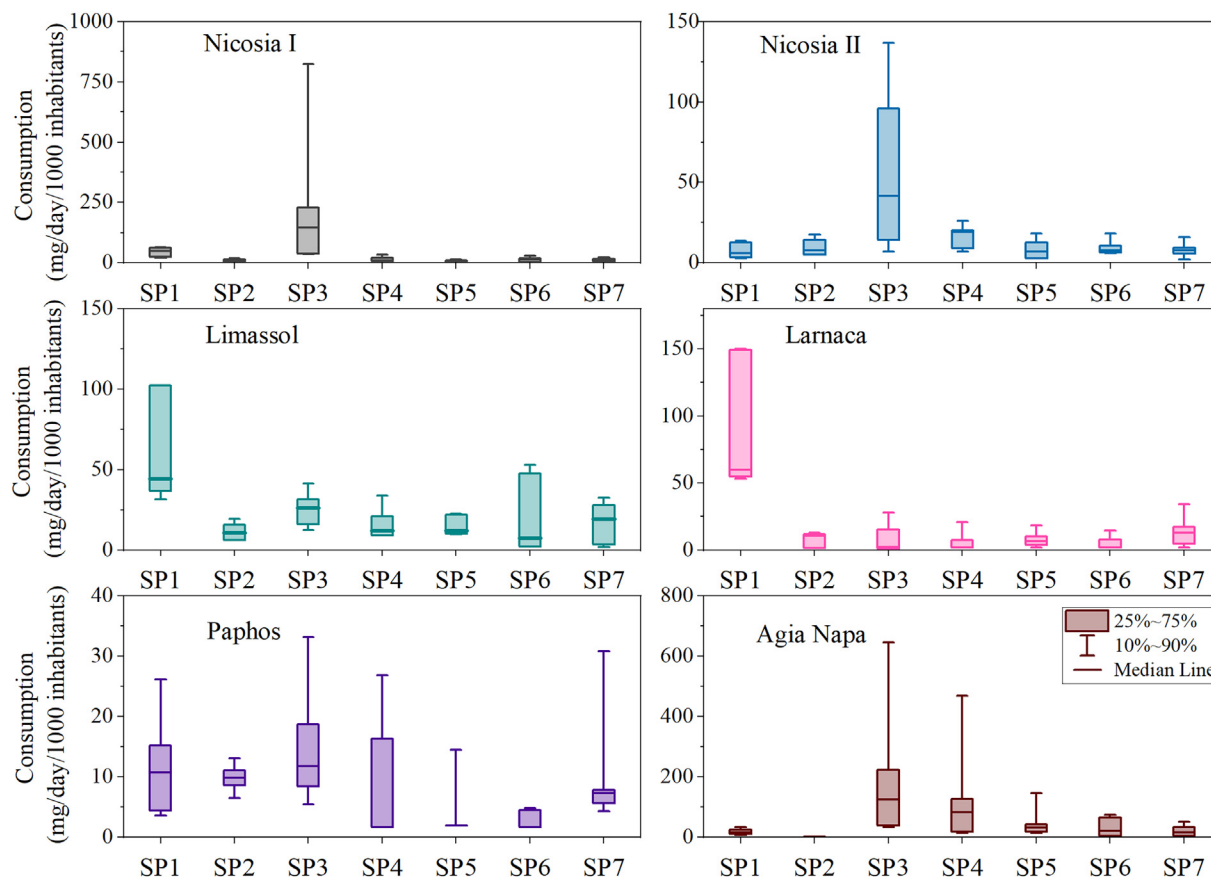 Nicosia I
Consumption
(mg/day/1000 inhabitants)
1000
750
500
250
0
SP1 SP2 SP3 SP4 SP5 SP6 SP7
Nicosia II
150
100
50
0
SP1 SP2 SP3 SP4 SP5 SP6 SP7
Limassol
Consumption
(mg/day/1000 inhabitants)
150
100
50
0
SP1 SP2 SP3 SP4 SP5 SP6 SP7
Larnaca
150
100
50
0
SP1 SP2 SP3 SP4 SP5 SP6 SP7
Paphos
Consumption
(mg/day/1000 inhabitants)
40
30
20
10
0
SP1 SP2 SP3 SP4 SP5 SP6 SP7
Agia Napa
800
600
400
200
0
25%~75%
10%~90%
Median Line
SP1 SP2 SP3 SP4 SP5 SP6 SP7